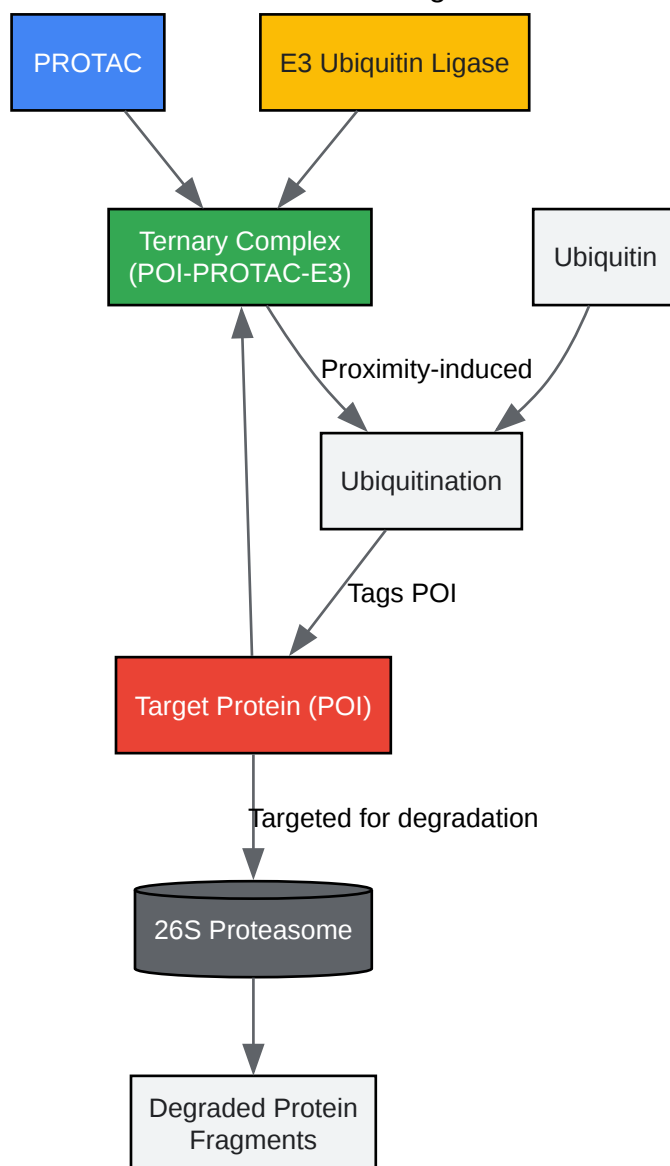 PROTAC
E3 Ubiquitin Ligase
Ternary Complex
(POI-PROTAC-E3)
Ubiquitin
Proximity-induced
Ubiquitination
Tags POI
Target Protein (POI)
Targeted for degradation
26S Proteasome
Degraded Protein
Fragments